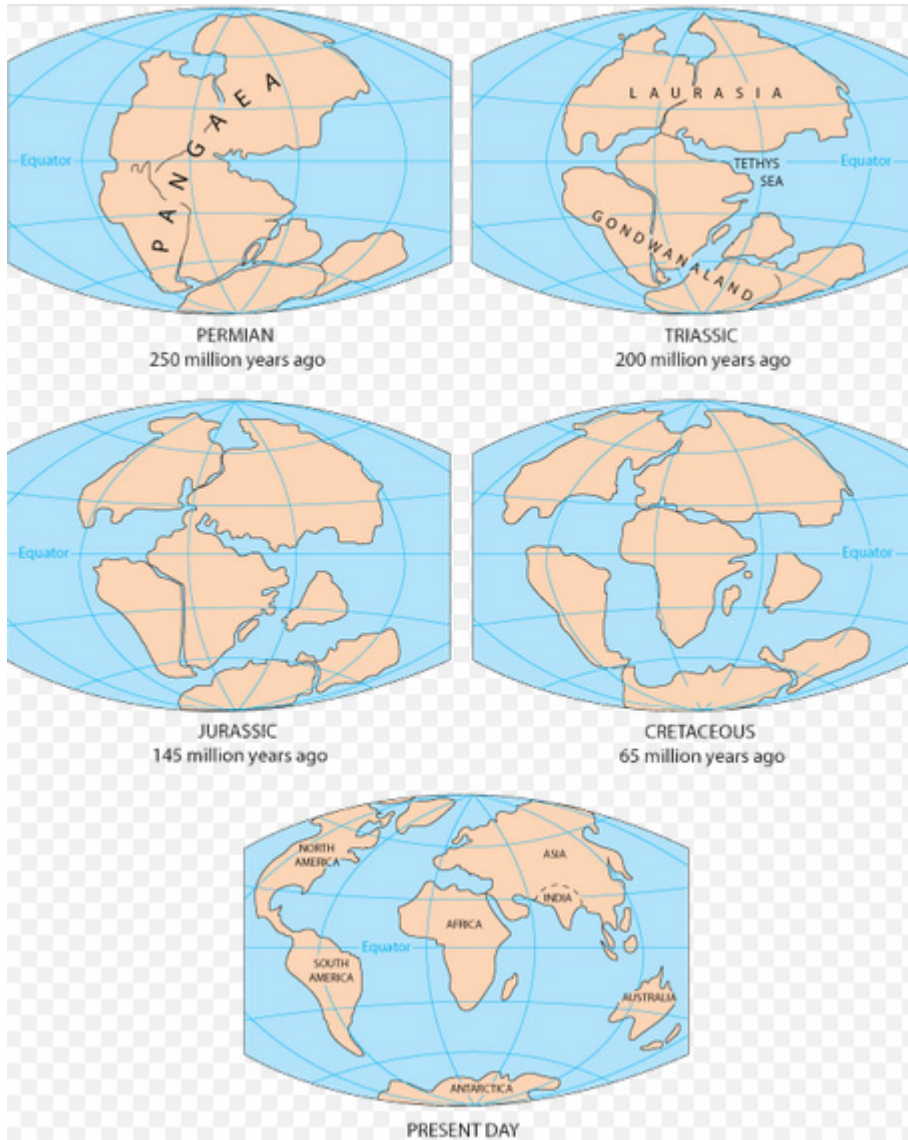 PANGAEA
Equator
PERMIAN
250 million years ago
LAURASIA
TETHYS
SEA
Equator
GONDWANALAND
TRIASSIC
200 million years ago
Equator
JURASSIC
145 million years ago
Equator
CRETACEOUS
65 million years ago
NORTH
AMERICA
ASIA
INDIA
AFRICA
Equator
SOUTH
AMERICA
AUSTRALIA
ANTARCTICA
PRESENT DAY